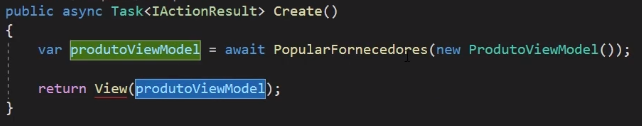 public async Task<IActionResult> Create()
{
var produtoViewModel = await PopularFornecedores(new ProdutoViewModel());
return View(produtoViewModel);
}